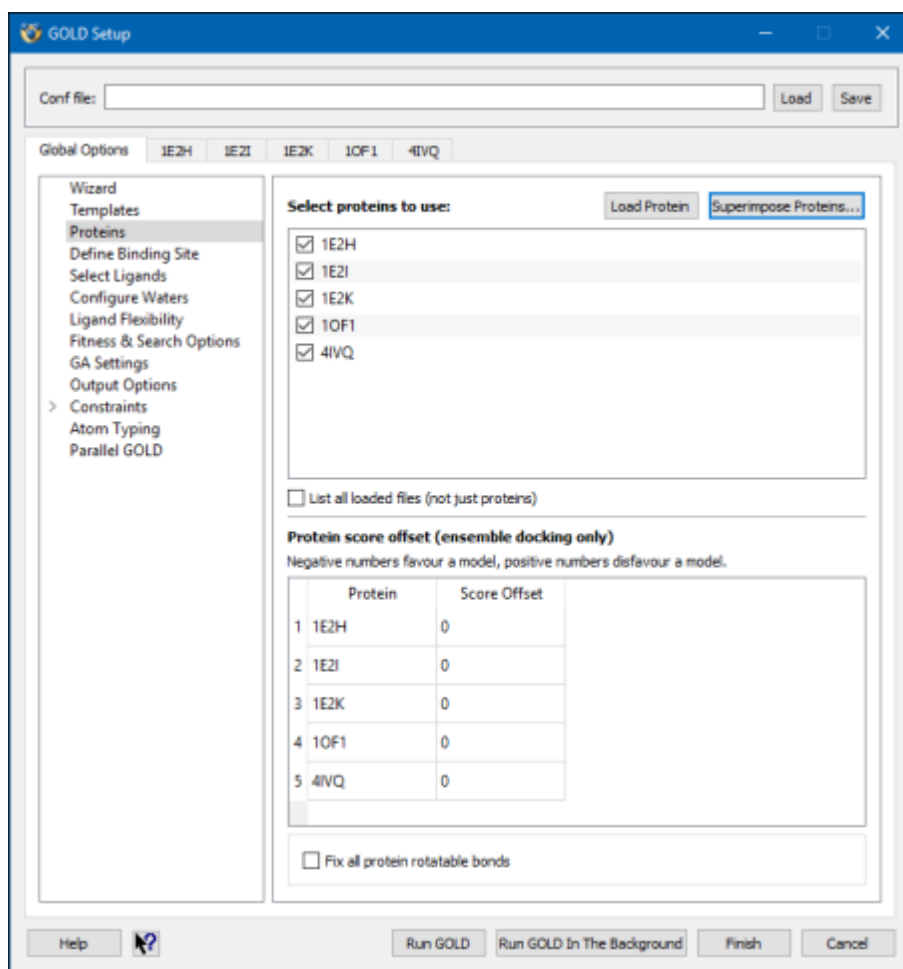 GOLD Setup
Conf file: Load Save
Global Options 1E2H 1E2I 1E2K 1OF1 4IVQ
Wizard
Templates
Proteins
Define Binding Site
Select Ligands
Configure Waters
Ligand Flexibility
Fitness & Search Options
GA Settings
Output Options
Constraints
Atom Typing
Parallel GOLD
Select proteins to use: Load Protein Superimpose Proteins...
1E2H
1E2I
1E2K
1OF1
4IVQ
List all loaded files (not just proteins)
Protein score offset (ensemble docking only)
Negative numbers favour a model, positive numbers disfavour a model.
Protein Score Offset
1 1E2H 0
2 1E2I 0
3 1E2K 0
4 1OF1 0
5 4IVQ 0
Fix all protein rotatable bonds
Help ? Run GOLD Run GOLD In The Background Finish Cancel